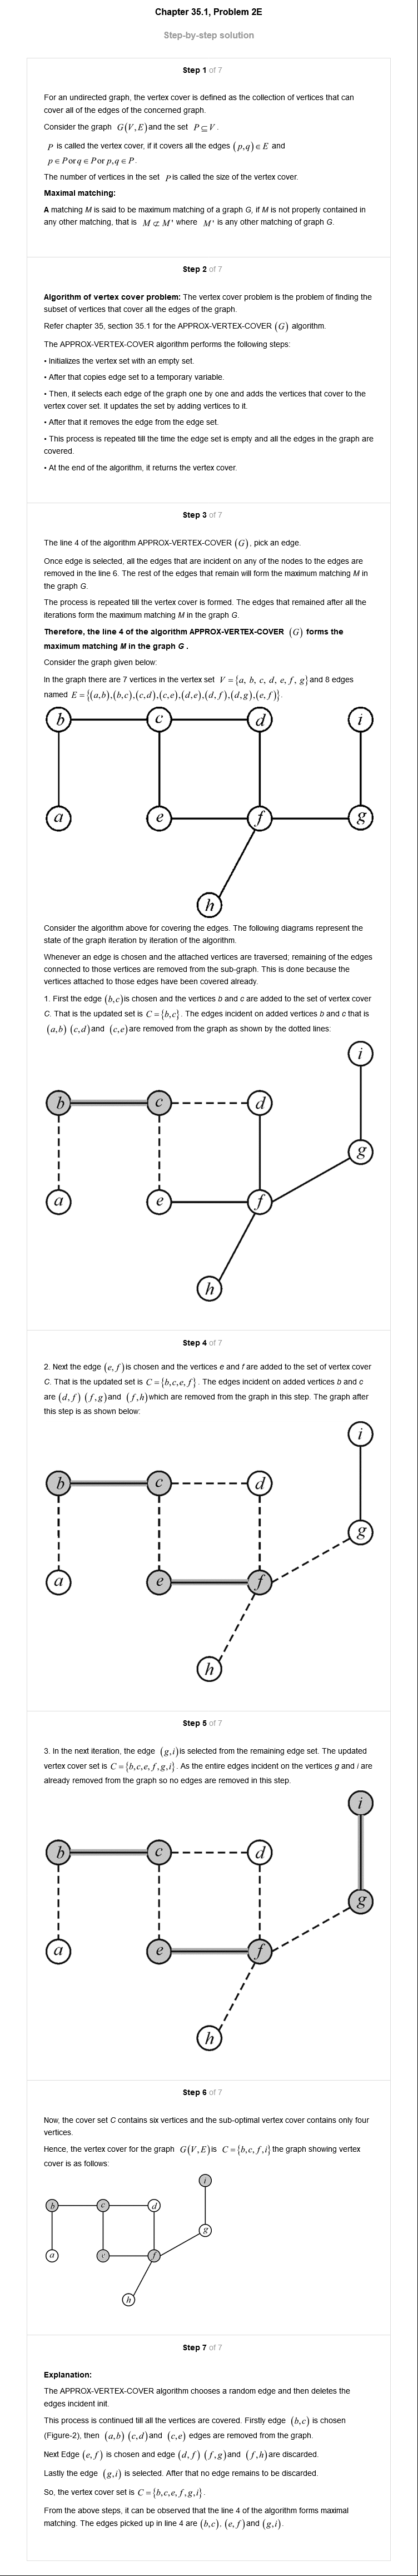 Chapter 35.1, Problem 2E
Step-by-step solution
Step 1 of 7
For an undirected graph, the vertex cover is defined as the collection of vertices that can
cover all of the edges of the concerned graph.
Consider the graph G(V,E) and the set P⊆V.
P is called the vertex cover, if it covers all the edges (p,q)∈E and
p∈P or q∈P or p,q∈P.
The number of vertices in the set P is called the size of the vertex cover.
Maximal matching:
A matching M is said to be maximum matching of a graph G, if M is not properly contained in
any other matching, that is M ⊄ M' where M' is any other matching of graph G.
Step 2 of 7
Algorithm of vertex cover problem: The vertex cover problem is the problem of finding the
subset of vertices that cover all the edges of the graph.
Refer chapter 35, section 35.1 for the APPROX-VERTEX-COVER (G) algorithm.
The APPROX-VERTEX-COVER algorithm performs the following steps:
• Initializes the vertex set with an empty set.
• After that copies edge set to a temporary variable.
• Then, it selects each edge of the graph one by one and adds the vertices that cover to the
vertex cover set. It updates the set by adding vertices to it.
• After that it removes the edge from the edge set.
• This process is repeated till the time the edge set is empty and all the edges in the graph are
covered.
• At the end of the algorithm, it returns the vertex cover.
Step 3 of 7
The line 4 of the algorithm APPROX-VERTEX-COVER (G), pick an edge.
Once edge is selected, all the edges that are incident on any of the nodes to the edges are
removed in the line 6. The rest of the edges that remain will form the maximum matching M in
the graph G.
The process is repeated till the vertex cover is formed. The edges that remained after all the
iterations form the maximum matching M in the graph G.
Therefore, the line 4 of the algorithm APPROX-VERTEX-COVER (G) forms the
maximum matching M in the graph G .
Consider the graph given below:
In the graph there are 7 vertices in the vertex set V = {a, b, c, d, e, f, g} and 8 edges
named E = {(a,b),(b,c),(c,d),(c,e),(d,e),(d,f),(d,g),(e,f)}.
b c d i
a e f g
h
Consider the algorithm above for covering the edges. The following diagrams represent the
state of the graph iteration by iteration of the algorithm.
Whenever an edge is chosen and the attached vertices are traversed; remaining of the edges
connected to those vertices are removed from the sub-graph. This is done because the
vertices attached to those edges have been covered already.
1. First the edge (b,c) is chosen and the vertices b and c are added to the set of vertex cover
C. That is the updated set is C = {b,c}. The edges incident on added vertices b and c that is
(a,b) (c,d) and (c,e) are removed from the graph as shown by the dotted lines:
i
b c d
g
a e f
h
Step 4 of 7
2. Next the edge (e,f) is chosen and the vertices e and f are added to the set of vertex cover
C. That is the updated set is C = {b,c,e,f}. The edges incident on added vertices b and c
are (d,f) (f,g) and (f,h) which are removed from the graph in this step. The graph after
this step is as shown below:
i
b c d
g
a e f
h
Step 5 of 7
3. In the next iteration, the edge (g,i) is selected from the remaining edge set. The updated
vertex cover set is C = {b,c,e,f,g,i}. As the entire edges incident on the vertices g and i are
already removed from the graph so no edges are removed in this step.
i
b c d
g
a e f
h
Step 6 of 7
Now, the cover set C contains six vertices and the sub-optimal vertex cover contains only four
vertices.
Hence, the vertex cover for the graph G(V,E) is C = {b,c,f,i} the graph showing vertex
cover is as follows:
i
b c d
g
a e f
h
Step 7 of 7
Explanation:
The APPROX-VERTEX-COVER algorithm chooses a random edge and then deletes the
edges incident init.
This process is continued till all the vertices are covered. Firstly edge (b,c) is chosen
(Figure-2), then (a,b) (c,d) and (c,e) edges are removed from the graph.
Next Edge (e,f) is chosen and edge (d,f) (f,g) and (f,h) are discarded.
Lastly the edge (g,i) is selected. After that no edge remains to be discarded.
So, the vertex cover set is C = {b,c,e,f,g,i}.
From the above steps, it can be observed that the line 4 of the algorithm forms maximal
matching. The edges picked up in line 4 are (b,c), (e,f) and (g,i).